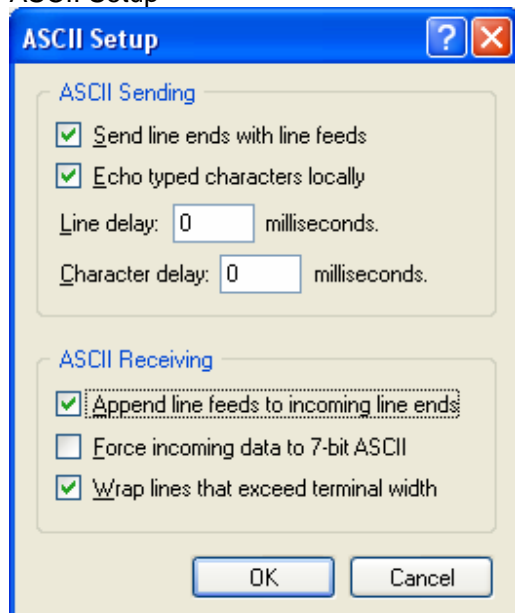 ASCII Setup
ASCII Setup
ASCII Sending
Send line ends with line feeds
Echo typed characters locally
Line delay: 0 milliseconds.
Character delay: 0 milliseconds.
ASCII Receiving
Append line feeds to incoming line ends
Force incoming data to 7-bit ASCII
Wrap lines that exceed terminal width
OK Cancel